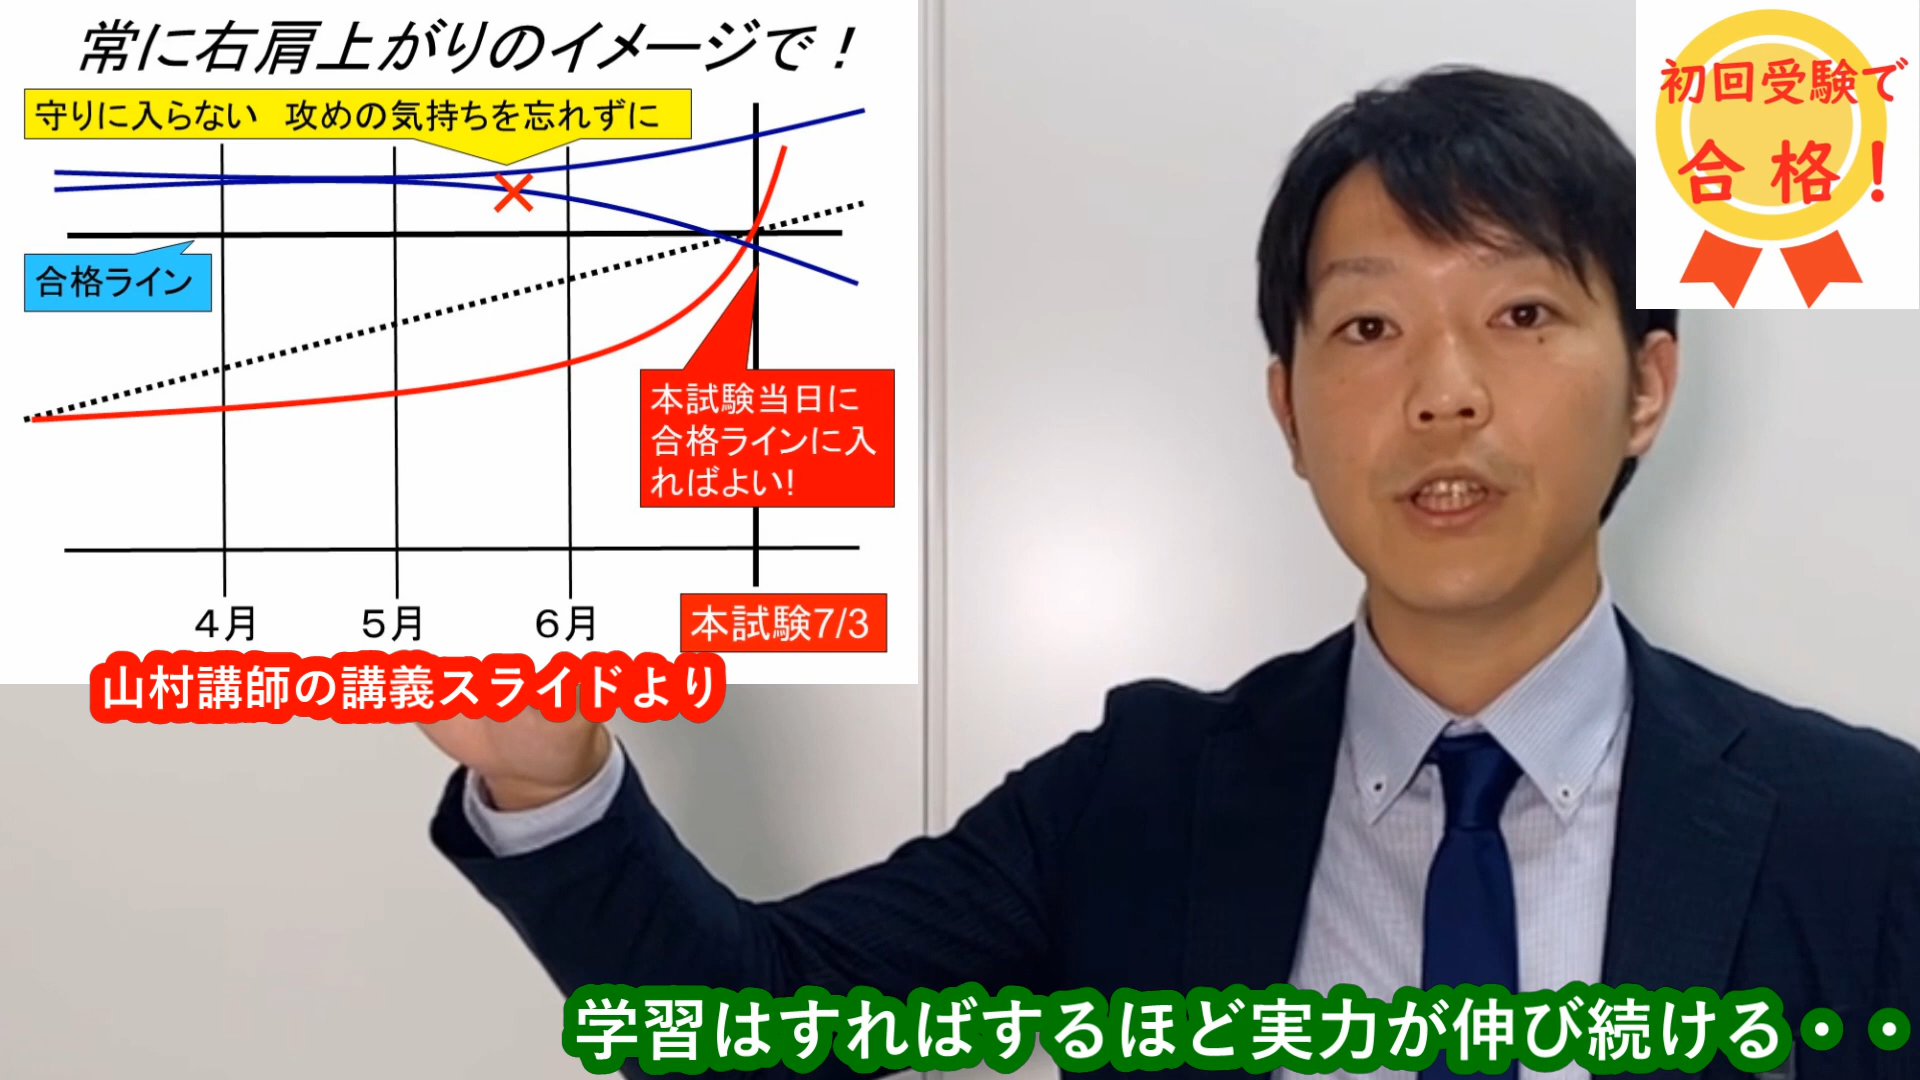 常に右肩上がりのイメージで！
守りに入らない　攻めの気持ちを忘れずに
合格ライン
本試験当日に
合格ラインに入
ればよい!
4月
5月
6月
本試験7/3
山村講師の講義スライドより
初回受験で
合格！
学習はすればするほど実力が伸び続ける・・